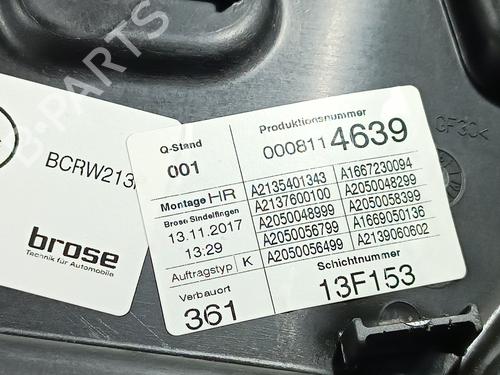 B-PARTS
BCRW213
brose
Technik für Automobile
Q-Stand
001
Produktionsnummer
0008114639
Montage HR
Brose Sindelfingen
13.11.2017
13:29
Auftragstyp K
Verbauort
361
A2135401343 A1667230094
A2137600100 A2050048299
A2050048999 A2050058399
A2050056799 A1669050136
A2050056499 A2139060602
Schichtnummer
13F153